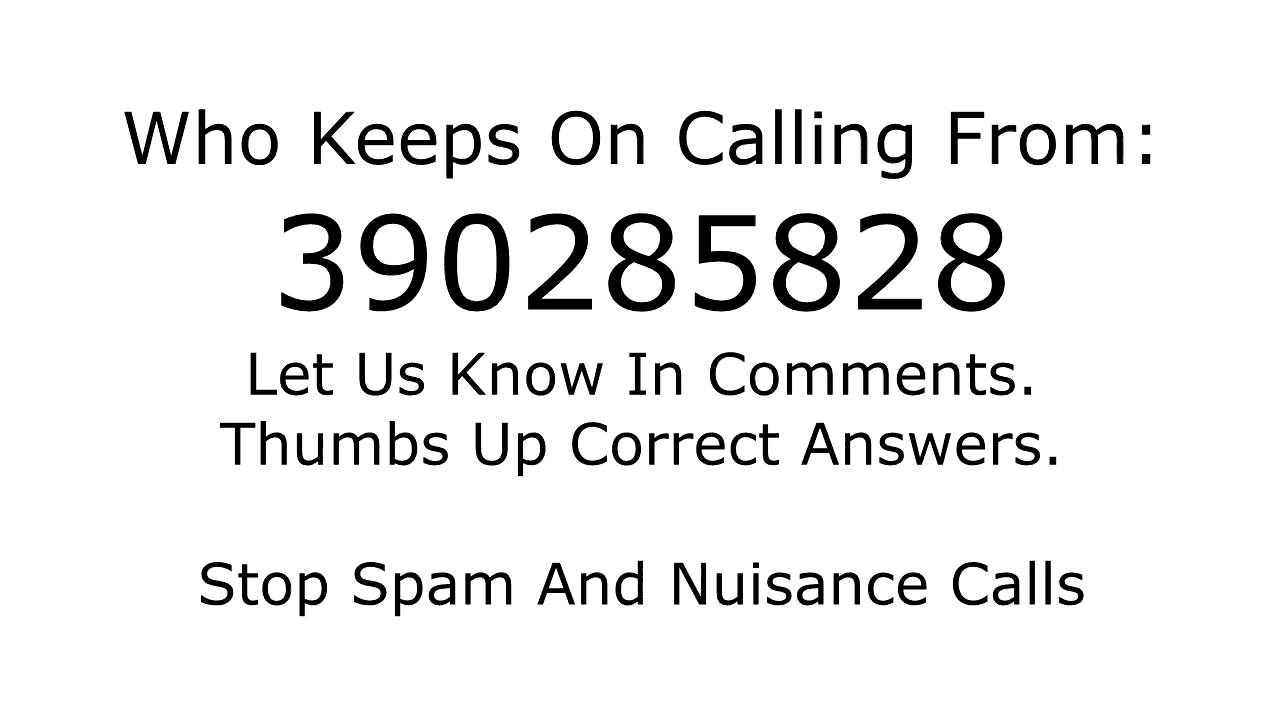 Who Keeps On Calling From:
390285828
Let Us Know In Comments.
Thumbs Up Correct Answers.
Stop Spam And Nuisance Calls